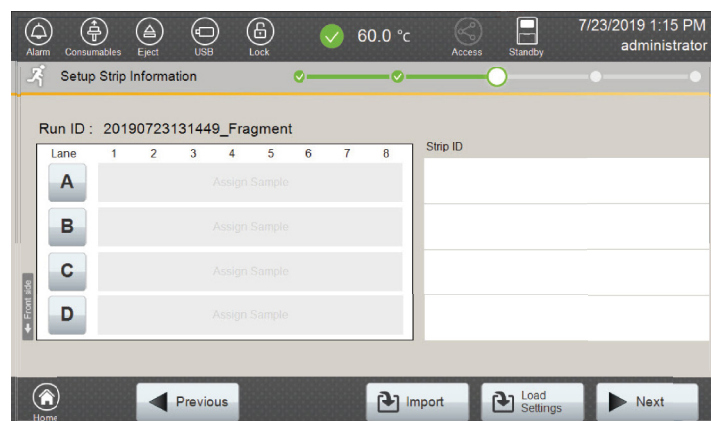 Alarm Consumables Eject USB Lock 60.0 °c Access Standby 7/23/2019 1:15 PM
administrator
Setup Strip Information
Run ID : 20190723131449_Fragment
Lane 1 2 3 4 5 6 7 8 Strip ID
A Assign Sample
B Assign Sample
C Assign Sample
D Assign Sample
Front side
Previous Import Load Settings Next
Home